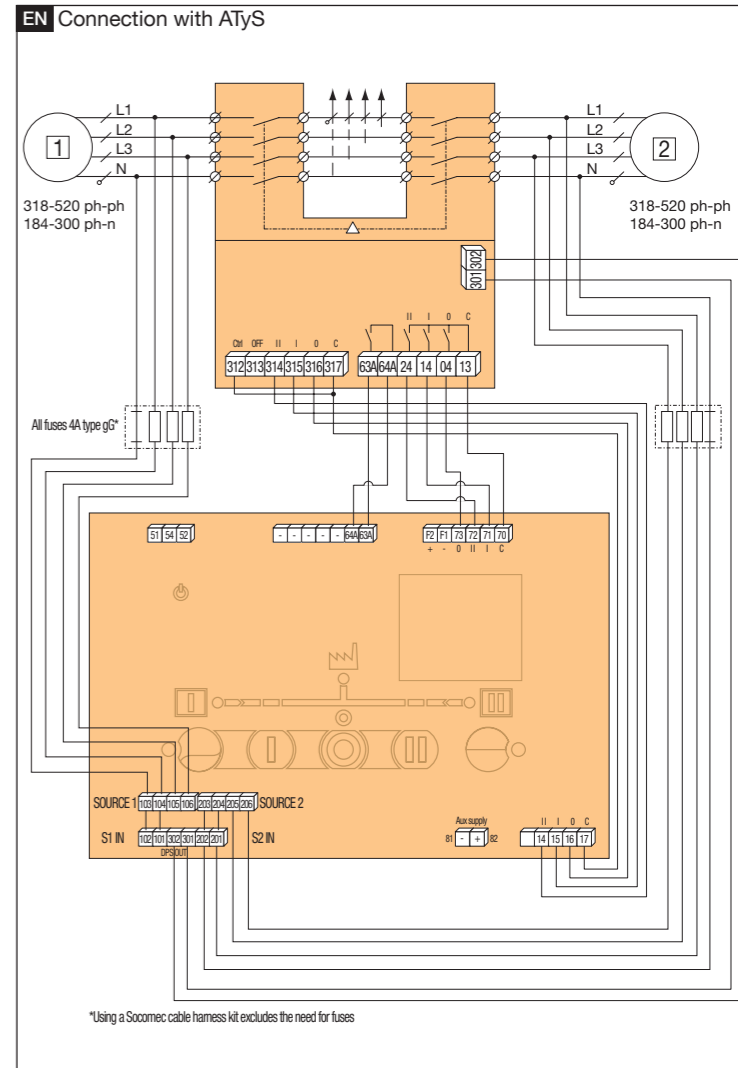 EN Connection with ATyS
L1 L1
L2 L2
1 L3 L3 2
N N
318-520 ph-ph 318-520 ph-ph
184-300 ph-n 184-300 ph-n
302
301
II I 0 C
Ctrl OFF II I 0 C
312 313 314 315 316 317 63A 64A 24 14 04 13
All fuses 4A type gG*
51 54 52 - - - - - 64A 63A F2 F1 73 72 71 70
+ - 0 II I C
I II
I II
SOURCE 1 103 104 105 106 203 204 205 206 SOURCE 2
Aux supply II I 0 C
S1 IN 102 101 302 301 202 201 S2 IN 81 - + 82 14 15 16 17
DPS OUT
*Using a Socomec cable harness kit excludes the need for fuses